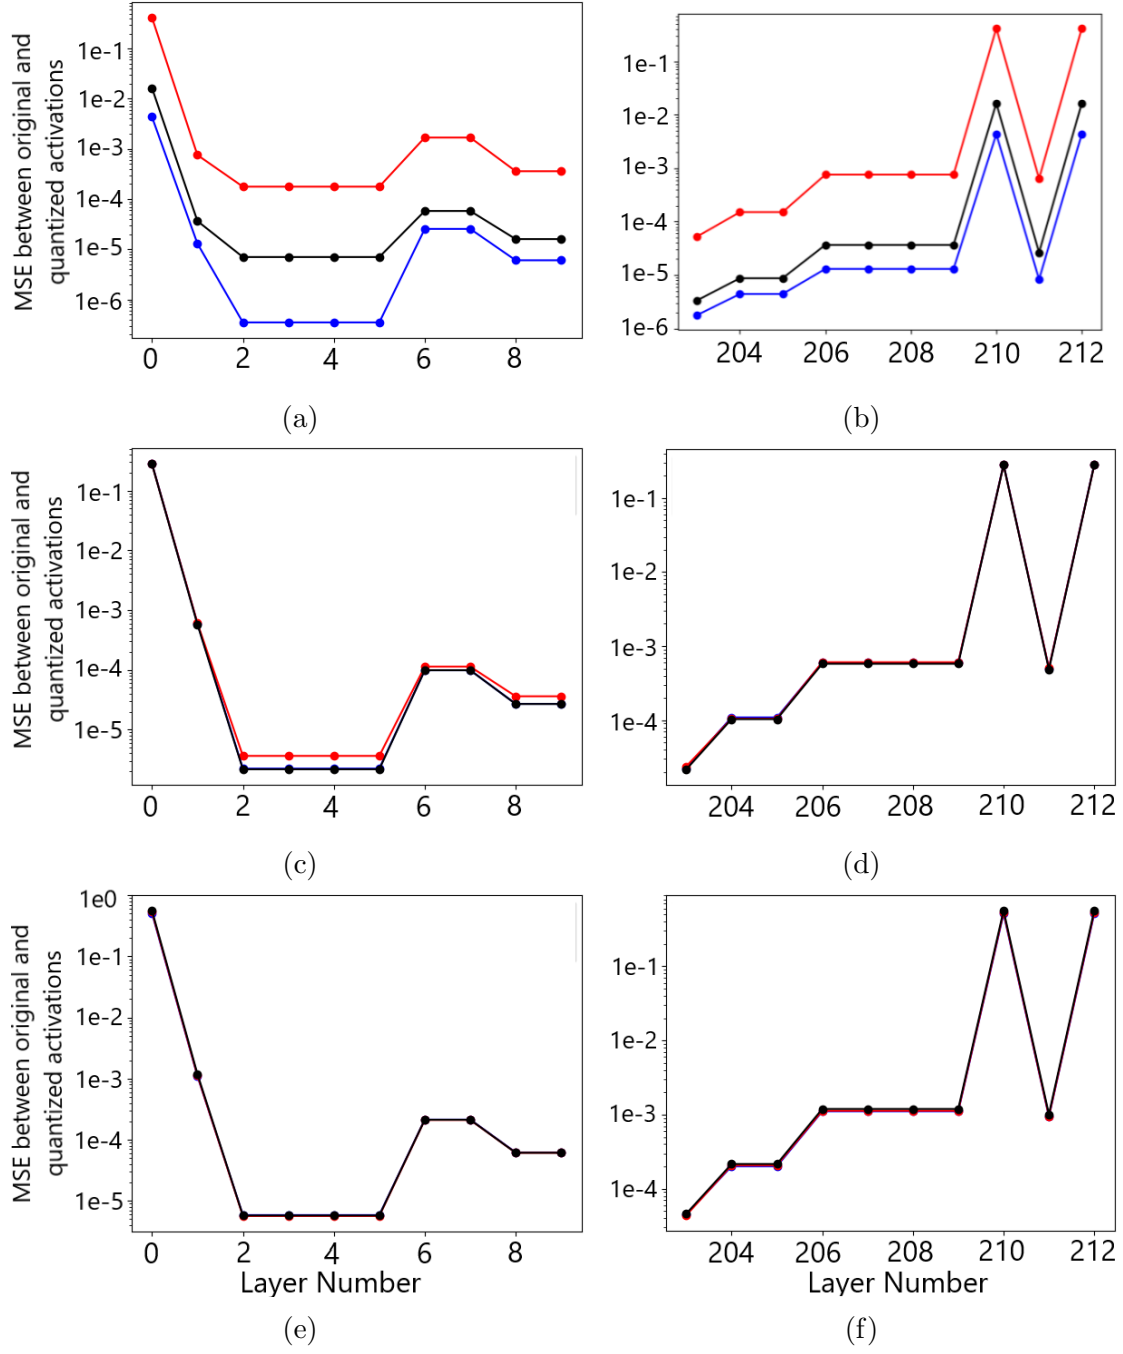 MSE between original and
quantized activations
1e-1
1e-2
1e-3
1e-4
1e-5
1e-6
0 2 4 6 8
(a)
1e-1
1e-2
1e-3
1e-4
1e-5
1e-6
204 206 208 210 212
(b)
MSE between original and
quantized activations
1e-1
1e-2
1e-3
1e-4
1e-5
0 2 4 6 8
(c)
1e-1
1e-2
1e-3
1e-4
204 206 208 210 212
(d)
MSE between original and
quantized activations
1e0
1e-1
1e-2
1e-3
1e-4
1e-5
0 2 4 6 8
Layer Number
(e)
1e-1
1e-2
1e-3
1e-4
204 206 208 210 212
Layer Number
(f)